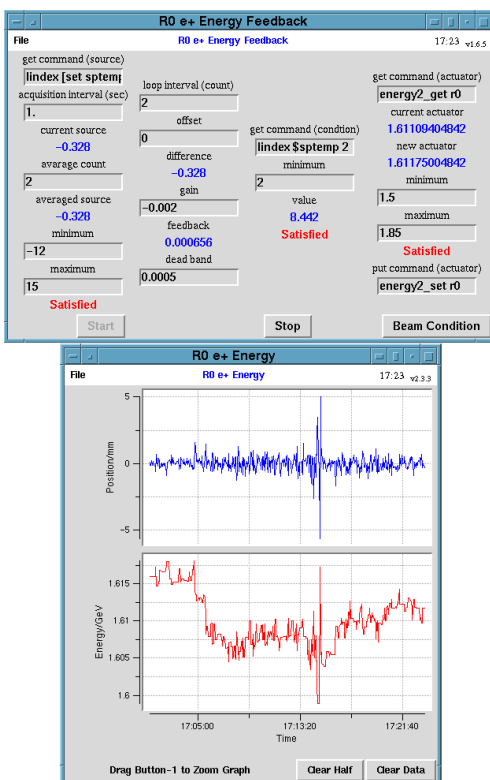 R0 e+ Energy Feedback
File
R0 e+ Energy Feedback
17:23 v1.6.5
get command (source)
lindex [set sptemp
acquisition interval (sec)
1.
current source
-0.328
avarage count
2
averaged source
-0.328
minimum
-12
maximum
15
Satisfied
loop interval (count)
2
offset
0
difference
-0.328
gain
-0.002
feedback
0.000656
dead band
0.0005
get command (condtion)
lindex $sptemp 2
minimum
2
value
8.442
Satisfied
get command (actuator)
energy2_get r0
current actuator
1.61109404842
new actuator
1.61175004842
minimum
1.5
maximum
1.85
Satisfied
put command (actuator)
energy2_set r0
Start
Stop
Beam Condition
R0 e+ Energy
File
R0 e+ Energy
17:23 v2.3.3
Position/mm
5
0
-5
Energy/GeV
1.615
1.61
1.605
1.6
17:05:00
17:13:20
17:21:40
Time
Drag Button-1 to Zoom Graph
Clear Half
Clear Data